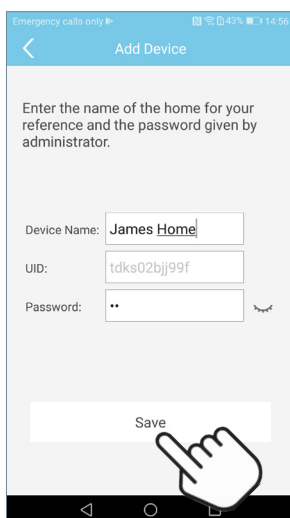 Emergency calls only 43% 14:56
Add Device
Enter the name of the home for your
reference and the password given by
administrator.
Device Name: James Home
UID: tdks02bjj99f
Password: ••
Save